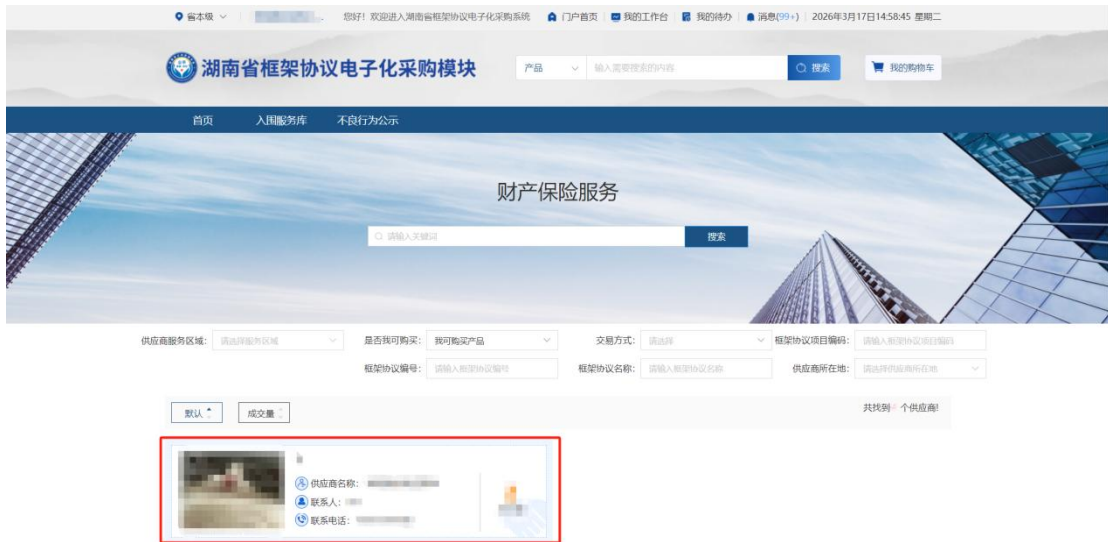 省本级 您好! 欢迎进入湖南省框架协议电子化采购系统 门户首页 我的工作台 我的待办 消息(99+) 2026年3月17日14:58:45 星期二
湖南省框架协议电子化采购模块 产品 输入需要搜索的内容 搜索 我的购物车
首页 入围服务库 不良行为公示
财产保险服务
请输入关键词 搜索
供应商服务区域: 请选择服务区域 是否我可购买: 我可购买产品 交易方式: 请选择 框架协议项目编码: 请输入框架协议项目编码
框架协议编号: 请输入框架协议编号 框架协议名称: 请输入框架协议名称 供应商所在地: 请选择供应商所在地
默认 成交量 共找到 个供应商!
供应商名称:
联系人:
联系电话: